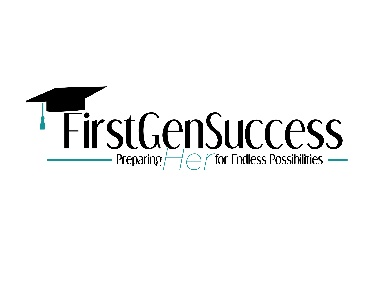 FirstGenSuccess
Preparing Her for Endless Possibilities